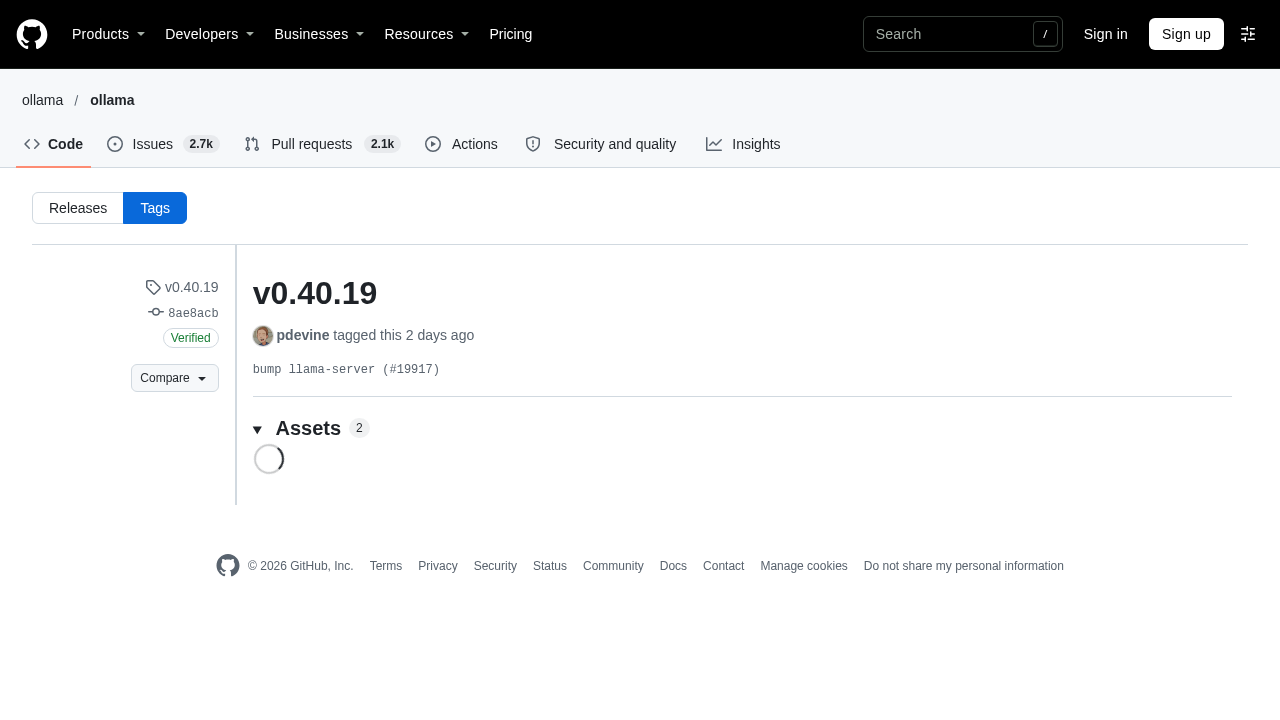 Products Developers Businesses Resources Pricing Search / Sign in Sign up
ollama / ollama
Code Issues 2.7k Pull requests 2.1k Actions Security and quality Insights
Releases Tags
v0.40.19
8ae8acb
Verified
Compare
v0.40.19
pdevine tagged this 2 days ago
bump llama-server (#19917)
Assets 2
© 2026 GitHub, Inc. Terms Privacy Security Status Community Docs Contact Manage cookies Do not share my personal information